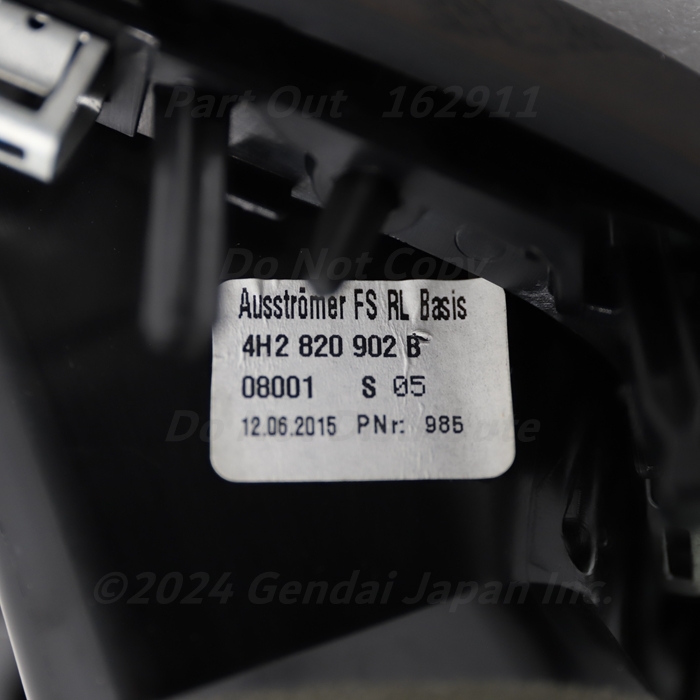 Part Out 162911
Do Not Copy
Ausströmer FS RL Basis
4H2 820 902 B
08001 S 05
12.06.2015 PNr: 985
©2024 Gendai Japan Inc.